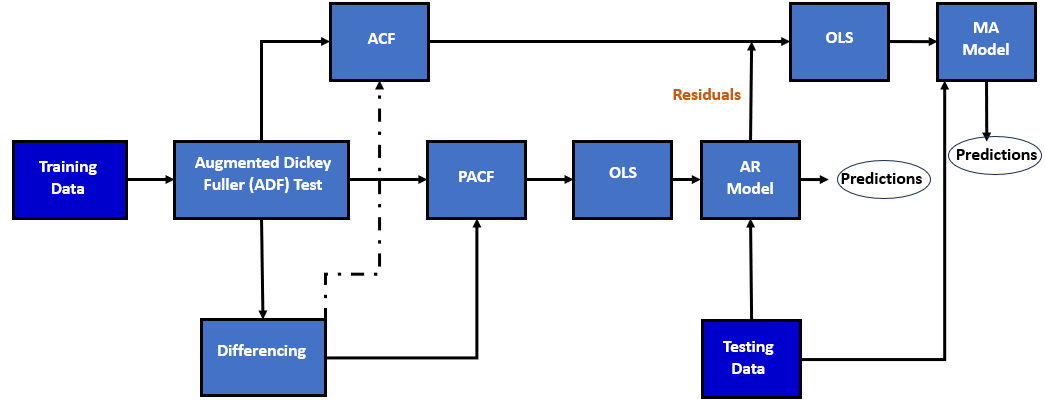 ACF
OLS
MA
Model
Residuals
Training
Data
Augmented Dickey
Fuller (ADF) Test
PACF
OLS
AR
Model
Predictions
Predictions
Differencing
Testing
Data